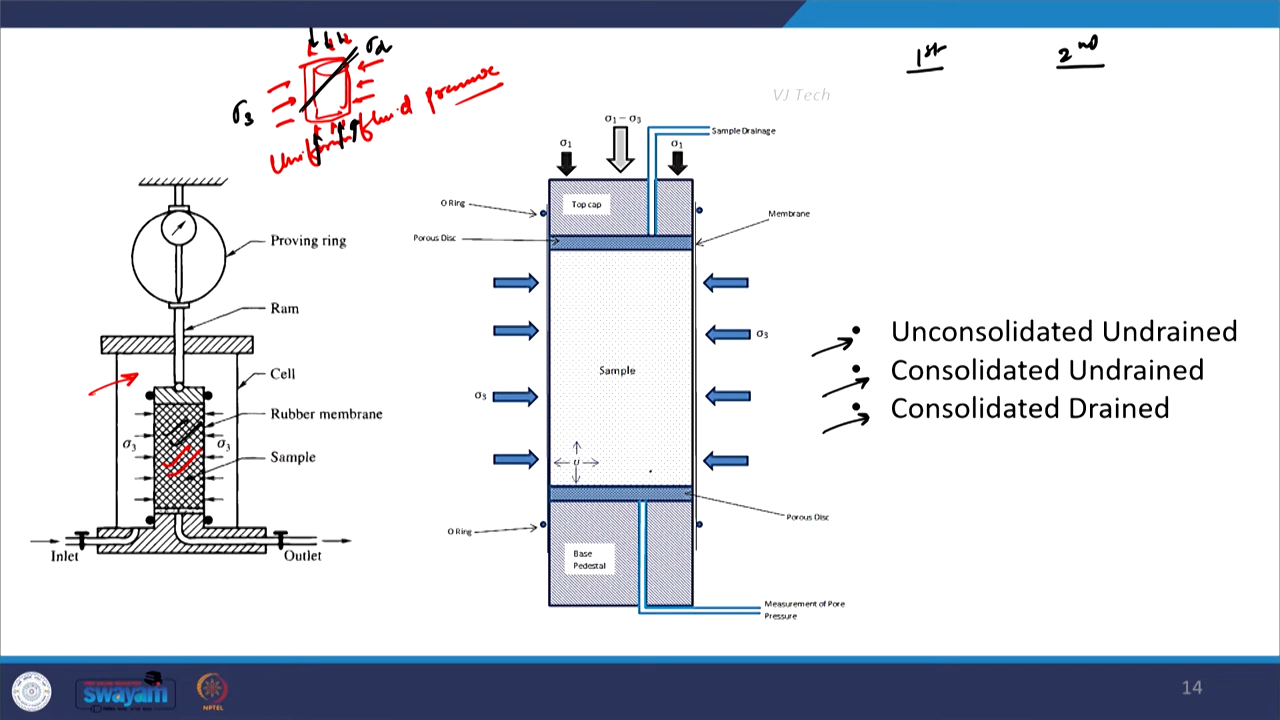 1st
2nd
σd
σ3
Uniform fluid pressure
VJ Tech
σ1 – σ3
σ1
σ1
Sample Drainage
Top cap
O Ring
Membrane
Porous Disc
Proving ring
Ram
Cell
Rubber membrane
σ3
σ3
Sample
Inlet
Outlet
σ3
Sample
σ3
u
Porous Disc
O Ring
Base
Pedestal
Measurement of Pore
Pressure
• Unconsolidated Undrained
• Consolidated Undrained
• Consolidated Drained
swayam
NPTEL
14